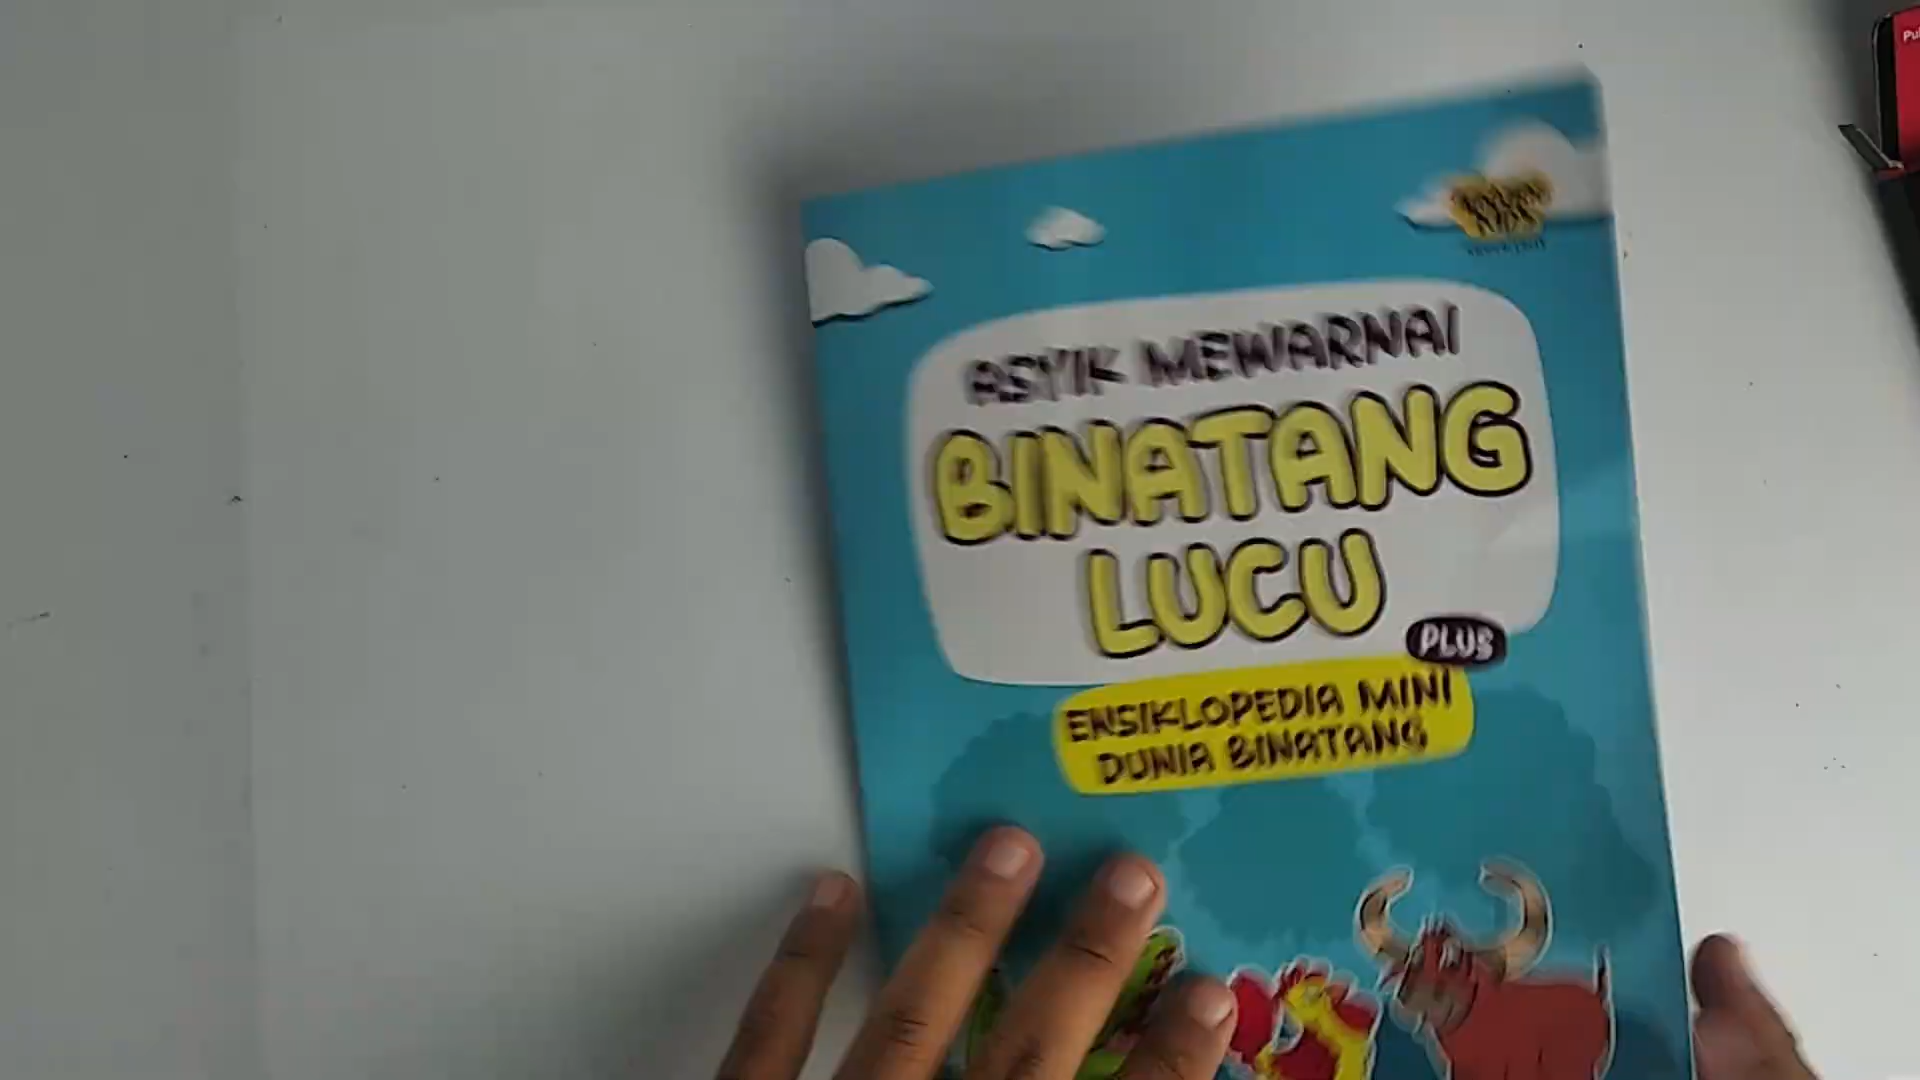 ASYIK MEWARNAI
BINATANG
LUCU
PLUS
ENSIKLOPEDIA MINI
DUNIA BINATANG